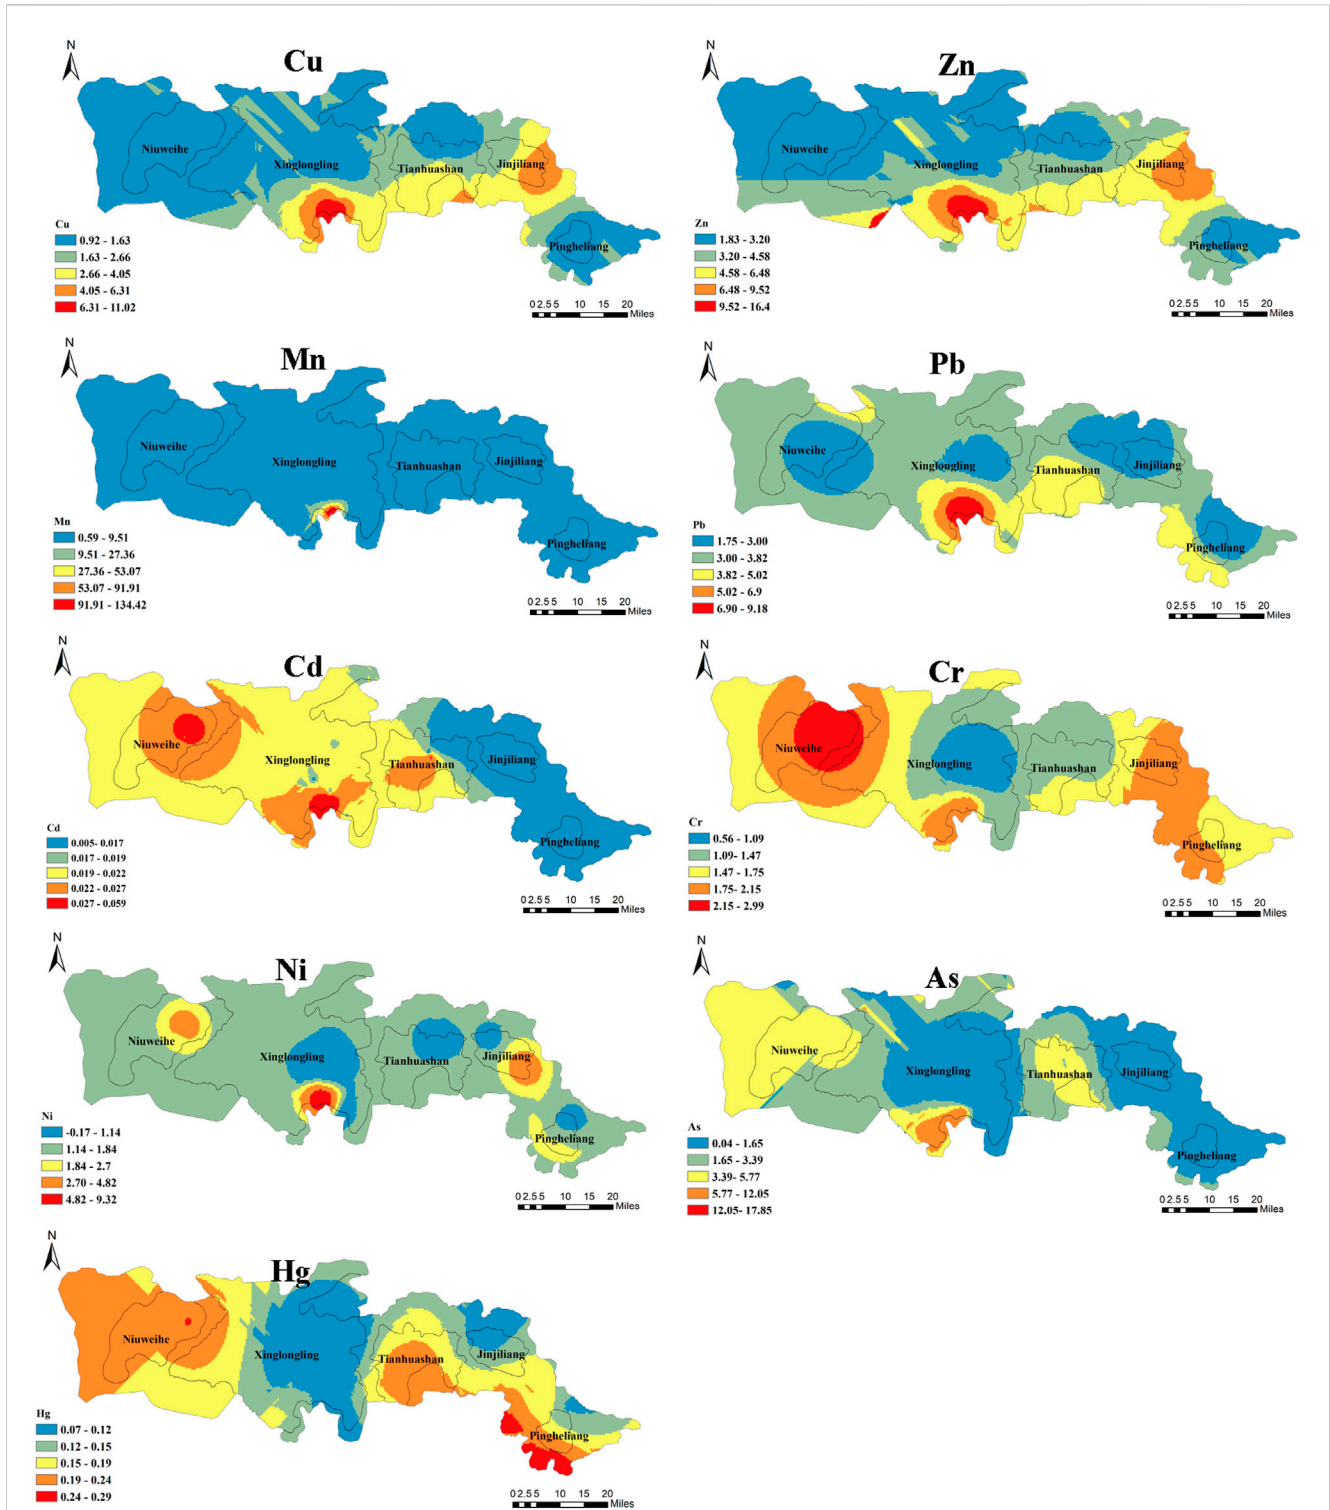 N
Cu
Niuweihe
Xinglongling
Tianhuashan
Jinjiliang
Pingheliang
Cu
0.92 - 1.63
1.63 - 2.66
2.66 - 4.05
4.05 - 6.31
6.31 - 11.02
0 2.5 5 10 15 20
Miles
N
Zn
Niuweihe
Xinglongling
Tianhuashan
Jinjiliang
Pingheliang
Zn
1.83 - 3.20
3.20 - 4.58
4.58 - 6.48
6.48 - 9.52
9.52 - 16.4
0 2.5 5 10 15 20
Miles
N
Mn
Niuweihe
Xinglongling
Tianhuashan
Jinjiliang
Pingheliang
Mn
0.59 - 9.51
9.51 - 27.36
27.36 - 53.07
53.07 - 91.91
91.91 - 134.42
0 2.5 5 10 15 20
Miles
N
Pb
Niuweihe
Xinglougling
Tianhuashan
Jinjiliang
Pingheliang
Pb
1.75 - 3.00
3.00 - 3.82
3.82 - 5.02
5.02 - 6.9
6.90 - 9.18
0 2.5 5 10 15 20
Miles
N
Cd
Niuweihe
Xinglongling
Tianhuashan
Jinjiliang
Pingheliang
Cd
0.005- 0.017
0.017 - 0.019
0.019 - 0.022
0.022 - 0.027
0.027 - 0.059
0 2.5 5 10 15 20
Miles
N
Cr
Niuweihe
Xinglongling
Tianhuashan
Jinjiliang
Pingheliang
Cr
0.56 - 1.09
1.09- 1.47
1.47 - 1.75
1.75- 2.15
2.15 - 2.99
0 2.5 5 10 15 20
Miles
N
Ni
Niuweihe
Xinglongling
Tianhuashan
Jinjiliang
Pingheliang
Ni
-0.17 - 1.14
1.14 - 1.84
1.84 - 2.7
2.70 - 4.82
4.82 - 9.32
0 2.5 5 10 15 20
Miles
N
As
Niuweihe
Xinglongling
Tianhuashan
Jinjiliang
Pingheliang
As
0.04 - 1.65
1.65 - 3.39
3.39- 5.77
5.77 - 12.05
12.05- 17.85
0 2.5 5 10 15 20
Miles
N
Hg
Niuweihe
Xinglongling
Tianhuashan
Jinjiliang
Pingheliang
Hg
0.07 - 0.12
0.12 - 0.15
0.15 - 0.19
0.19 - 0.24
0.24 - 0.29
0 2.5 5 10 15 20
Miles